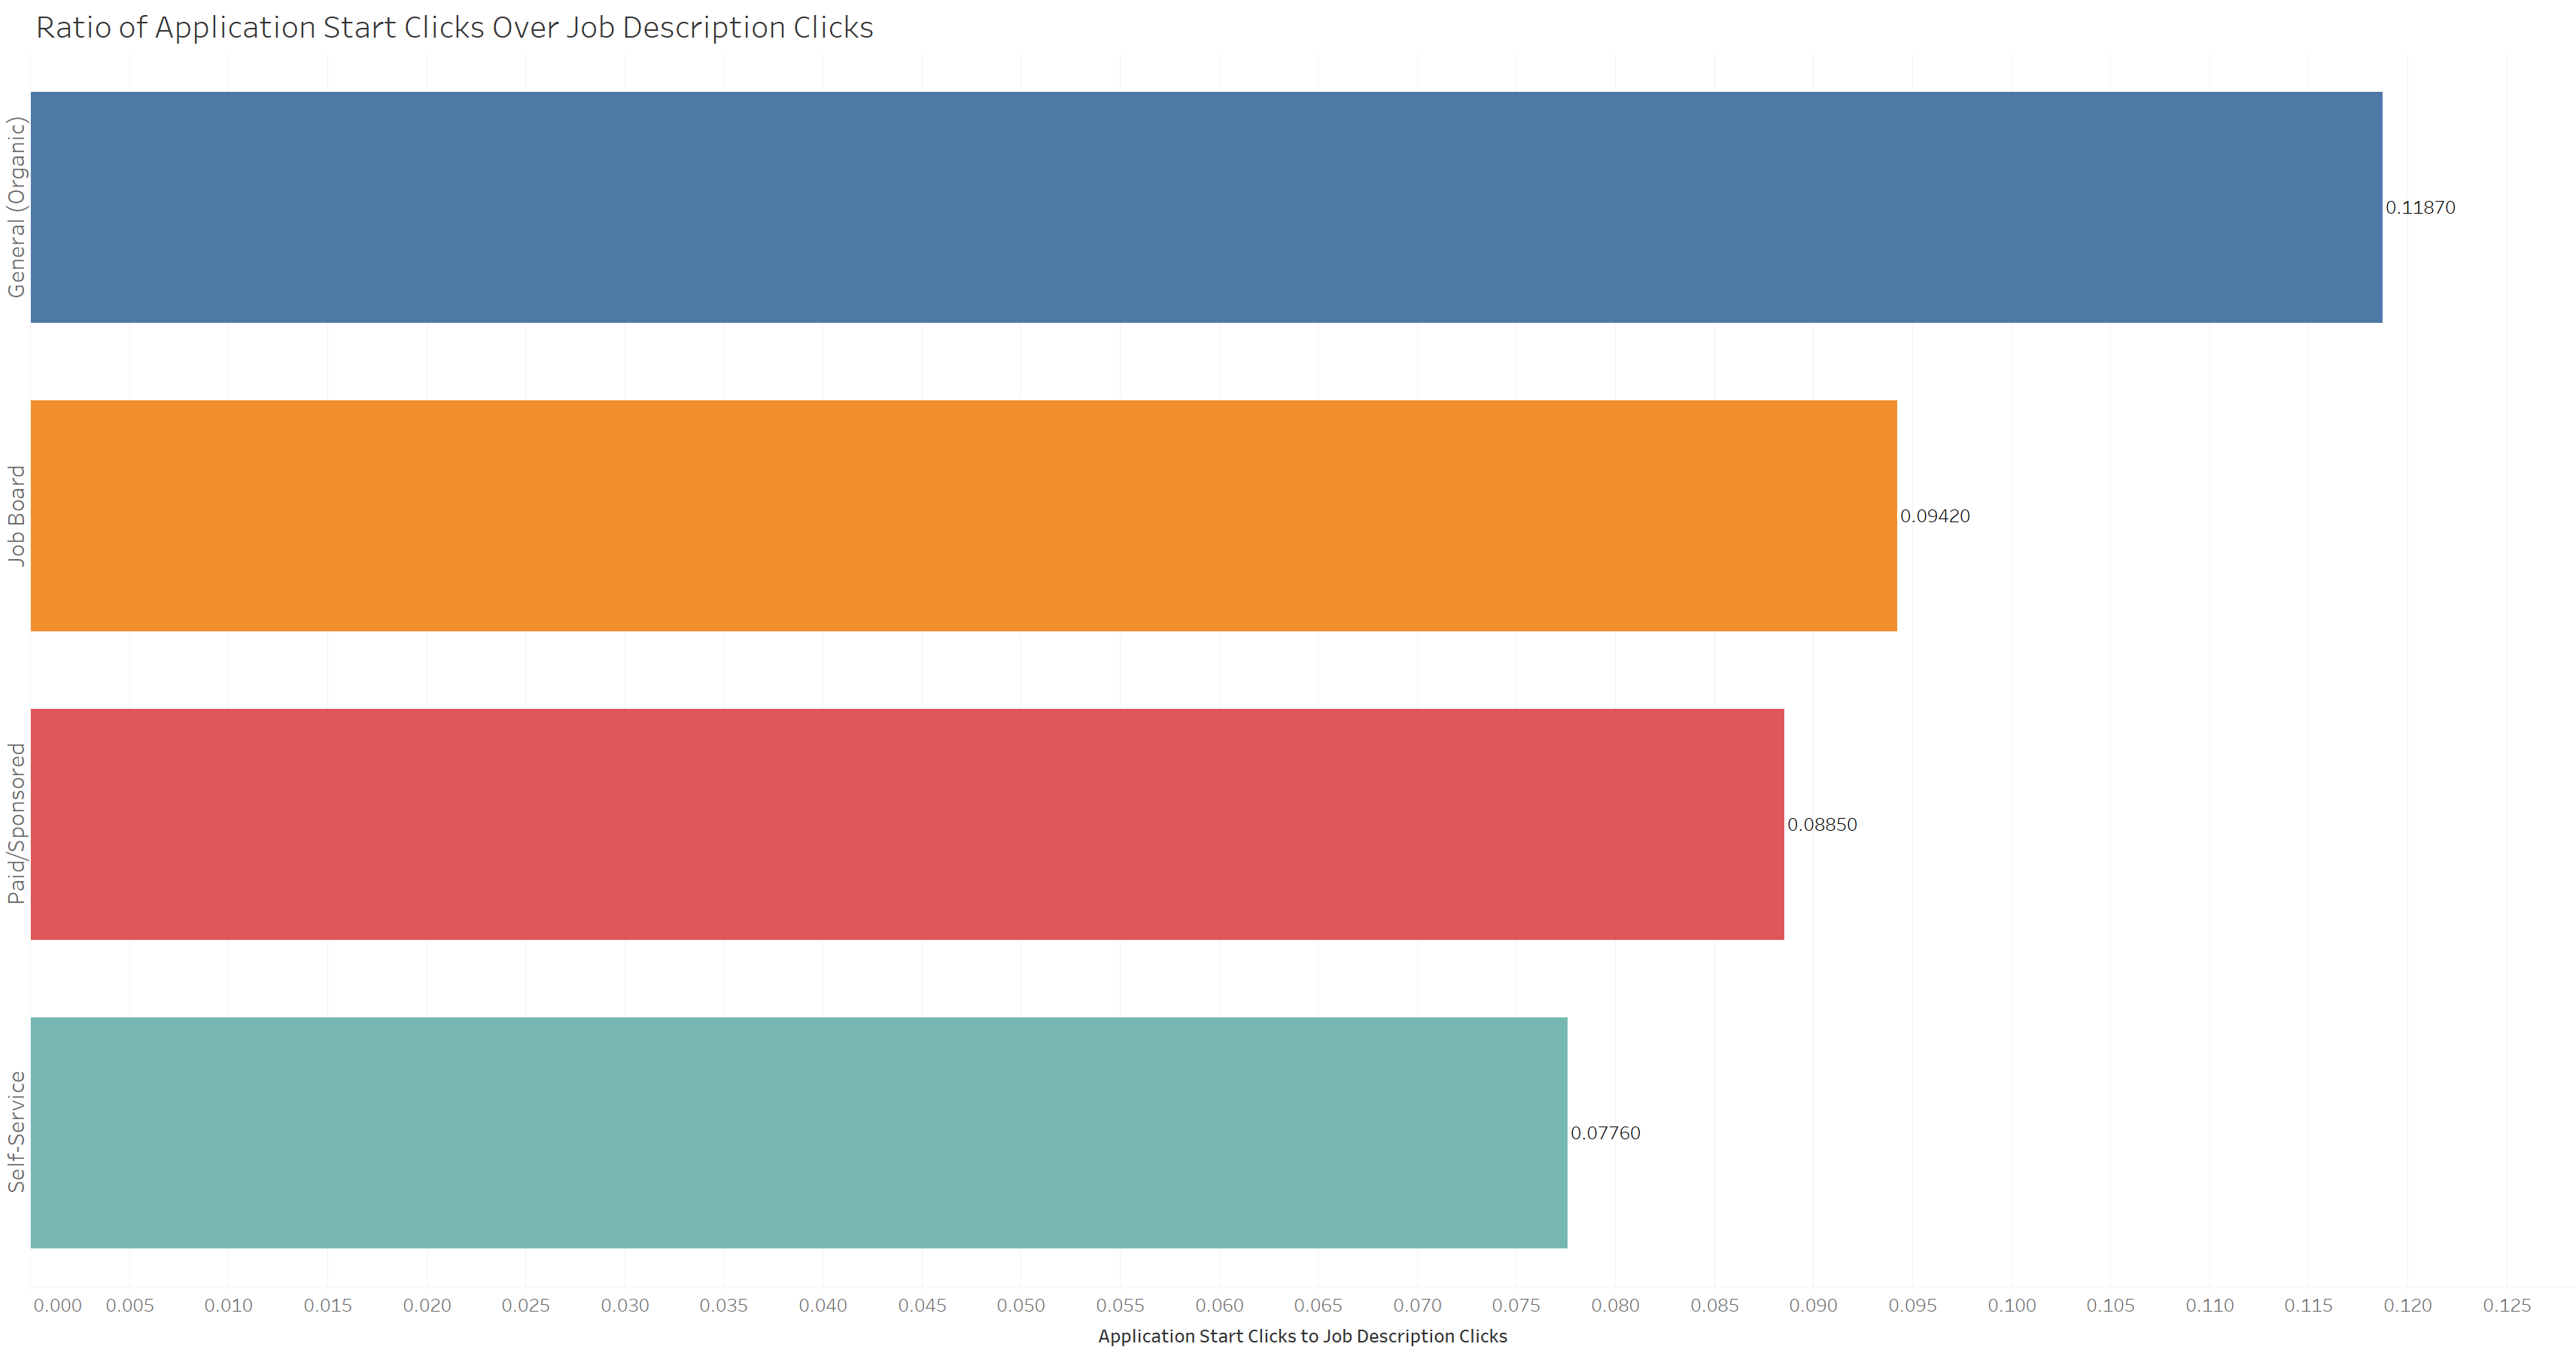 Ratio of Application Start Clicks Over Job Description Clicks
General (Organic)
0.11870
Job Board
0.09420
Paid/Sponsored
0.08850
Self-Service
0.07760
0.000 0.005 0.010 0.015 0.020 0.025 0.030 0.035 0.040 0.045 0.050 0.055 0.060 0.065 0.070 0.075 0.080 0.085 0.090 0.095 0.100 0.105 0.110 0.115 0.120 0.125
Application Start Clicks to Job Description Clicks